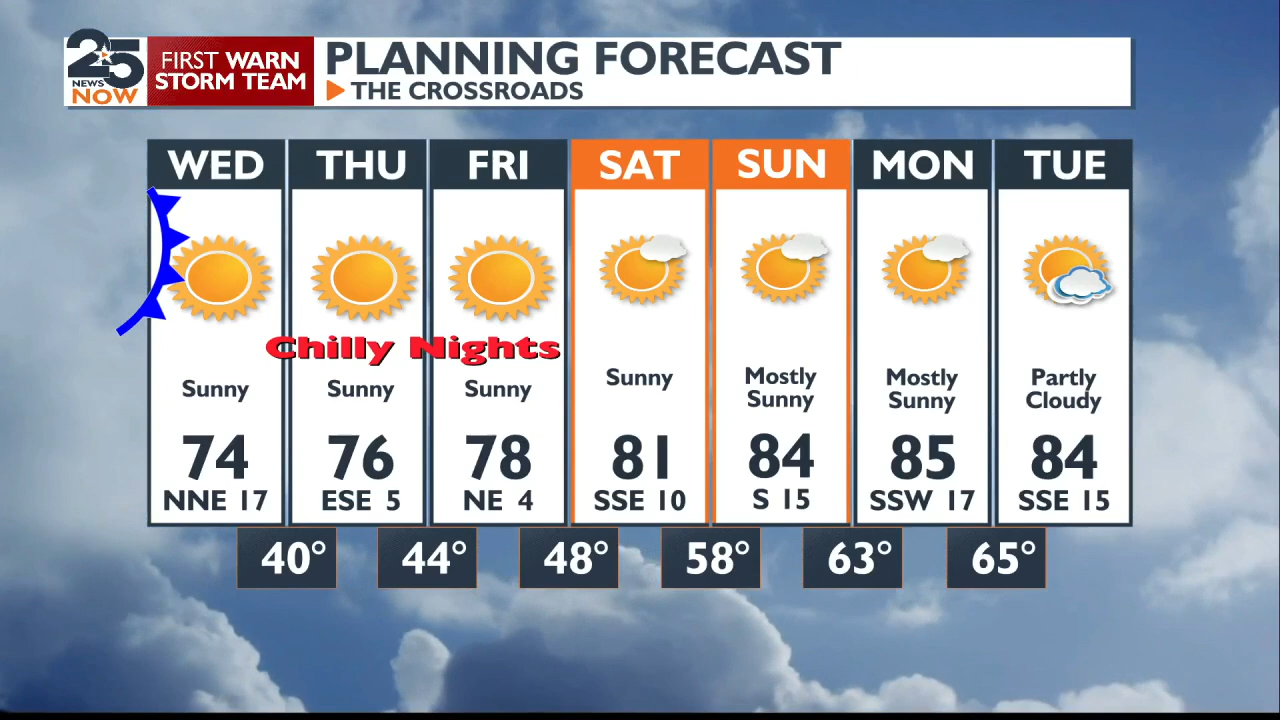 25
NEWS
NOW
FIRST WARN
STORM TEAM
PLANNING FORECAST
THE CROSSROADS
WED THU FRI SAT SUN MON TUE
Chilly Nights
Sunny Sunny Sunny Sunny Mostly Sunny Mostly Sunny Partly Cloudy
74 76 78 81 84 85 84
NNE 17 ESE 5 NE 4 SSE 10 S 15 SSW 17 SSE 15
40° 44° 48° 58° 63° 65°